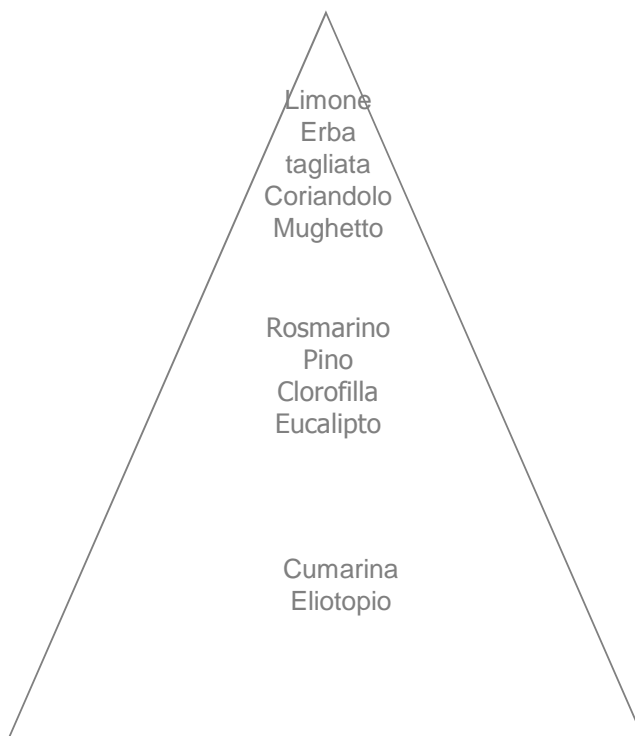 Limone
Erba
tagliata
Coriandolo
Mughetto
Rosmarino
Pino
Clorofilla
Eucalipto
Cumarina
Eliotopio